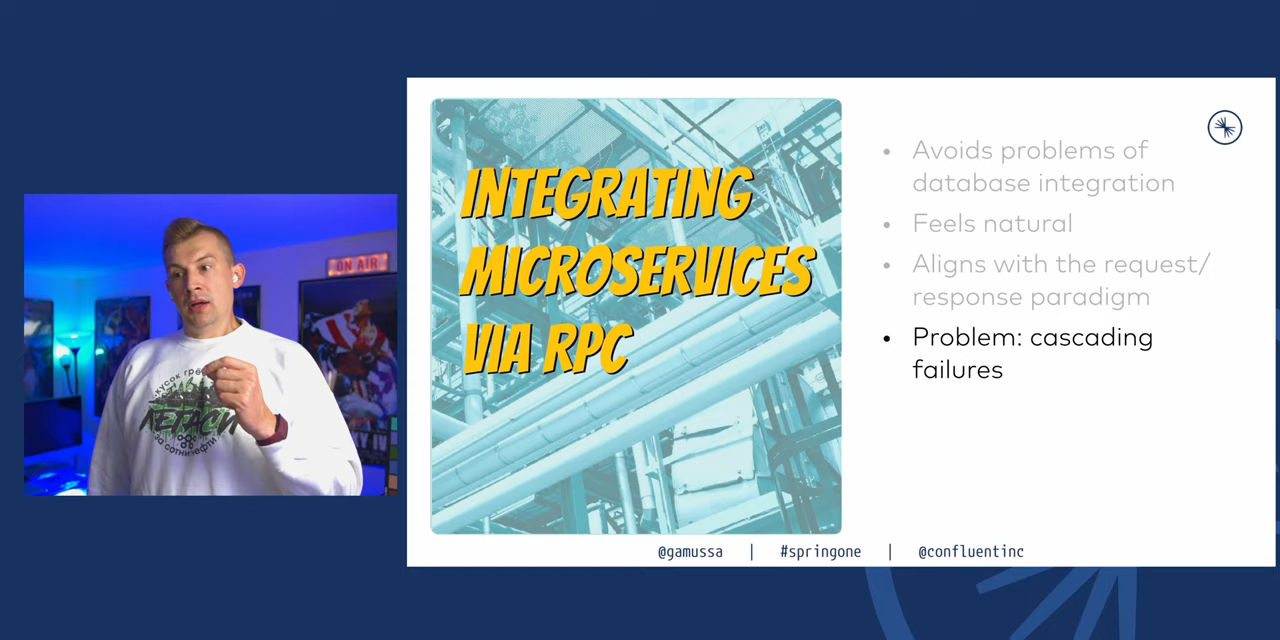 INTEGRATING
MICROSERVICES
VIA RPC
• Avoids problems of
database integration
• Feels natural
• Aligns with the request/
response paradigm
• Problem: cascading
failures
@gamussa | #springone | @confluentinc
ON AIR
ЛЕГАСИ